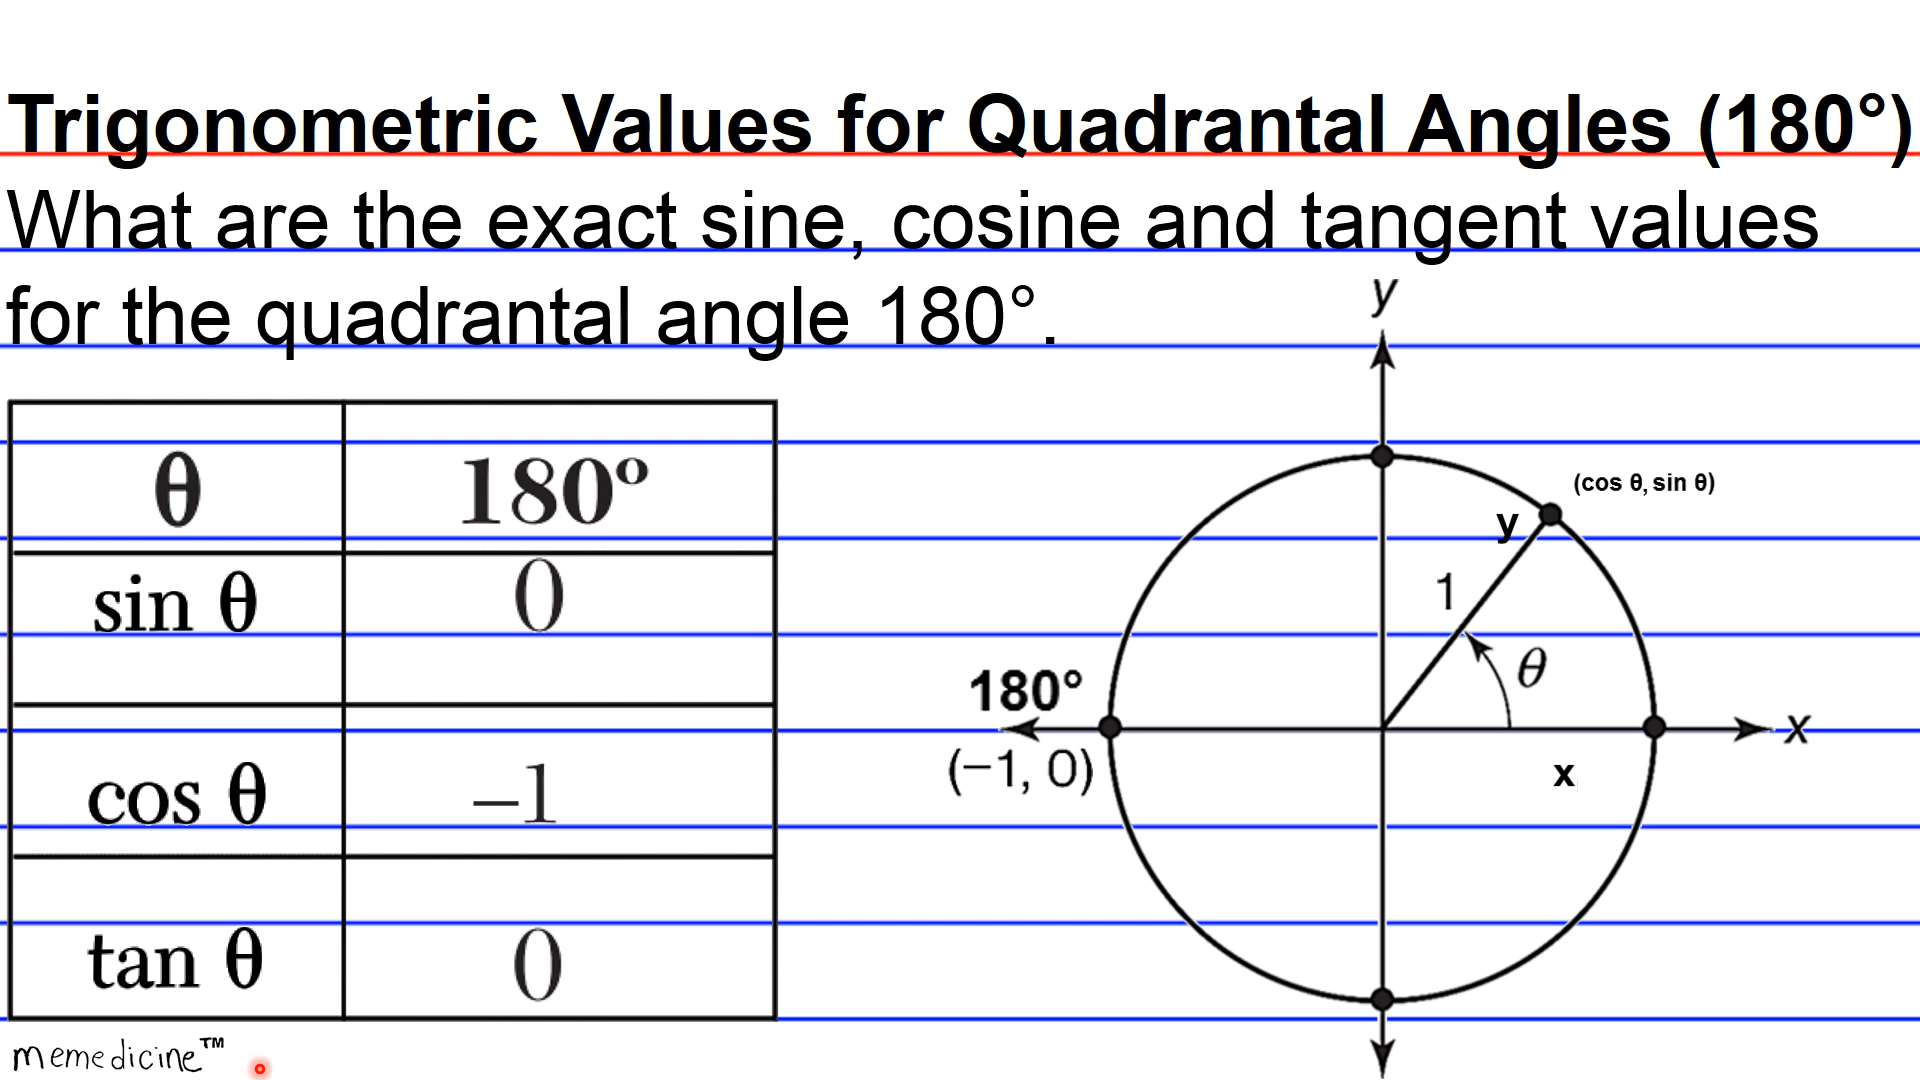 Trigonometric Values for Quadrantal Angles (180°)
What are the exact sine, cosine and tangent values
for the quadrantal angle 180°.
θ 180º
sin θ 0
cos θ –1
tan θ 0
y
(cos θ, sin θ)
y
1
θ
180°
x
(−1, 0)
x
memedicine™